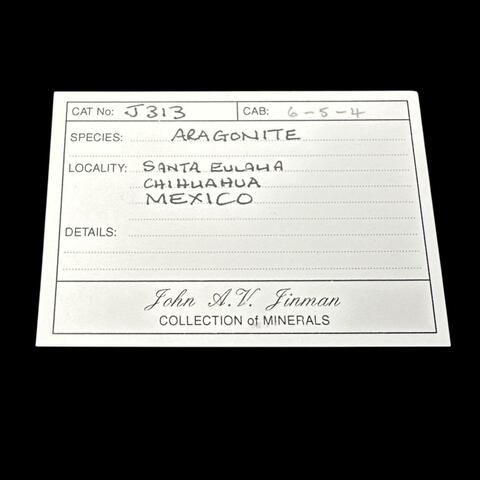 CAT No: J313 CAB: 6-5-4
SPECIES: ARAGONITE
LOCALITY: SANTA EULALIA
CHIHUAHUA
MEXICO
DETAILS:
John A.V. Jinman
COLLECTION of MINERALS